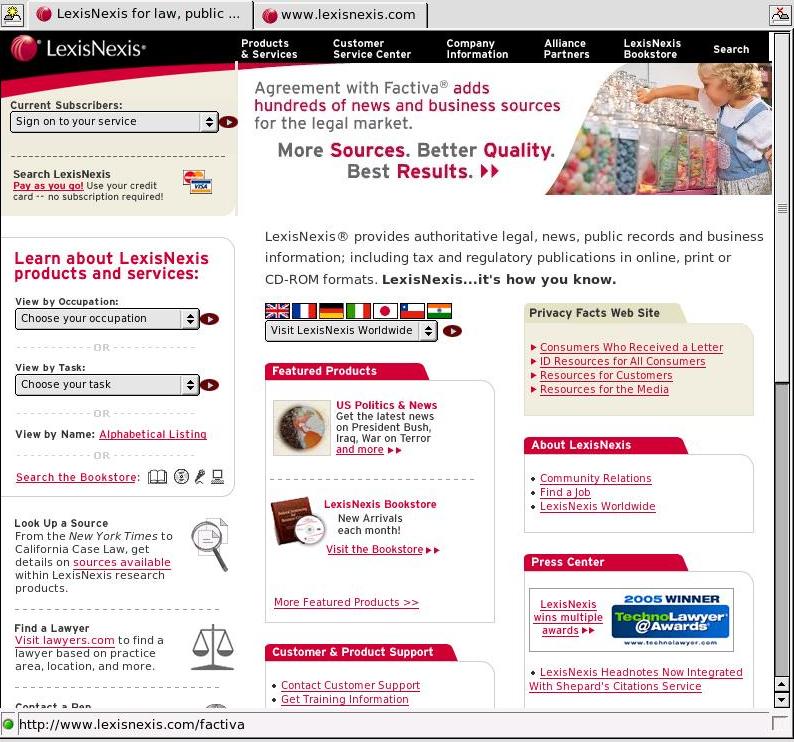 LexisNexis for law, public ...
www.lexisnexis.com
LexisNexis®
Products & Services
Customer Service Center
Company Information
Alliance Partners
LexisNexis Bookstore
Search
Current Subscribers:
Sign on to your service
Search LexisNexis
Pay as you go! Use your credit
card -- no subscription required!
VISA
Agreement with Factiva® adds
hundreds of news and business sources
for the legal market.
More Sources. Better Quality.
Best Results.
LexisNexis® provides authoritative legal, news, public records and business
information; including tax and regulatory publications in online, print or
CD-ROM formats. LexisNexis...it's how you know.
Learn about LexisNexis
products and services:
View by Occupation:
Choose your occupation
OR
View by Task:
Choose your task
OR
View by Name: Alphabetical Listing
OR
Search the Bookstore:
Look Up a Source
From the New York Times to
California Case Law, get
details on sources available
within LexisNexis research
products.
Find a Lawyer
Visit lawyers.com to find a
lawyer based on practice
area, location, and more.
Contact a Rep
Visit LexisNexis Worldwide
Featured Products
US Politics & News
Get the latest news
on President Bush,
Iraq, War on Terror
and more
LexisNexis Bookstore
New Arrivals
each month!
Visit the Bookstore
More Featured Products >>
Customer & Product Support
Contact Customer Support
Get Training Information
Privacy Facts Web Site
Consumers Who Received a Letter
ID Resources for All Consumers
Resources for Customers
Resources for the Media
About LexisNexis
Community Relations
Find a Job
LexisNexis Worldwide
Press Center
LexisNexis
wins multiple
awards
2005 WINNER
TechnoLawyer
@Awards®
www.technolawyer.com
LexisNexis Headnotes Now Integrated
With Shepard's Citations Service
http://www.lexisnexis.com/factiva